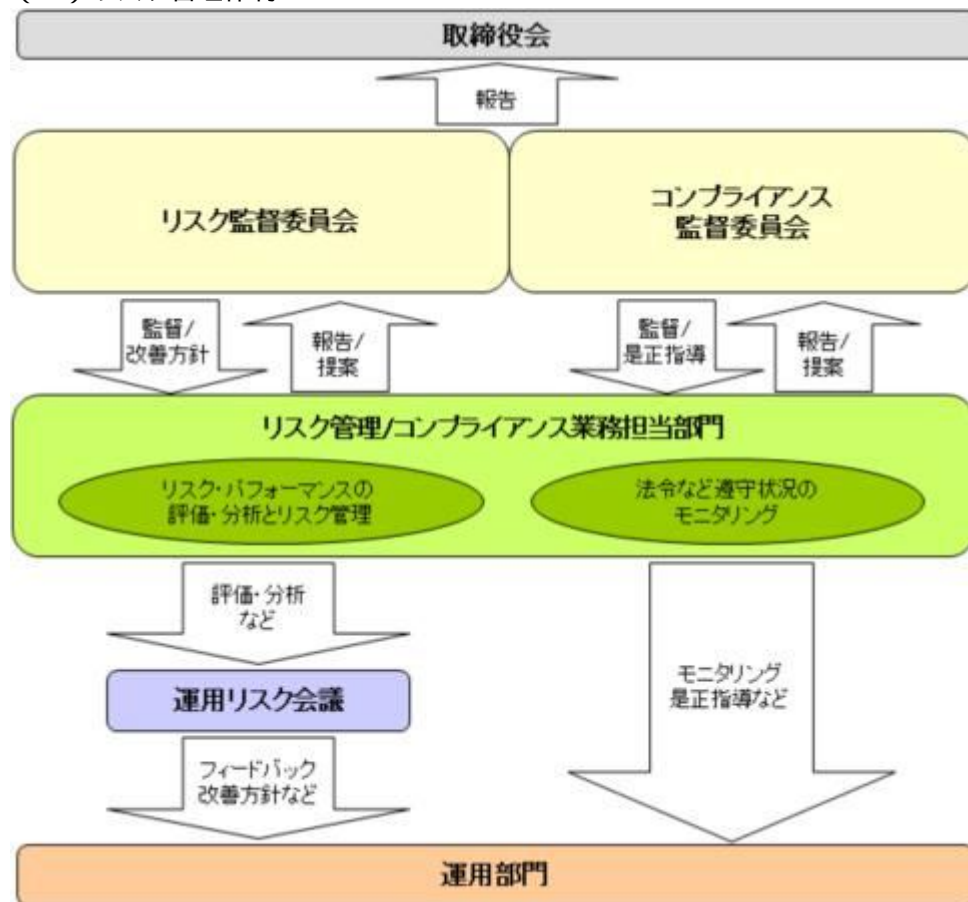 取締役会
報告
リスク監督委員会
コンプライアンス
監督委員会
監督/
改善方針
報告/
提案
監督/
是正指導
報告/
提案
リスク管理/コンプライアンス業務担当部門
リスク・パフォーマンスの
評価・分析とリスク管理
法令など遵守状況の
モニタリング
評価・分析
など
運用リスク会議
モニタリング
是正指導など
フィードバック
改善方針など
運用部門